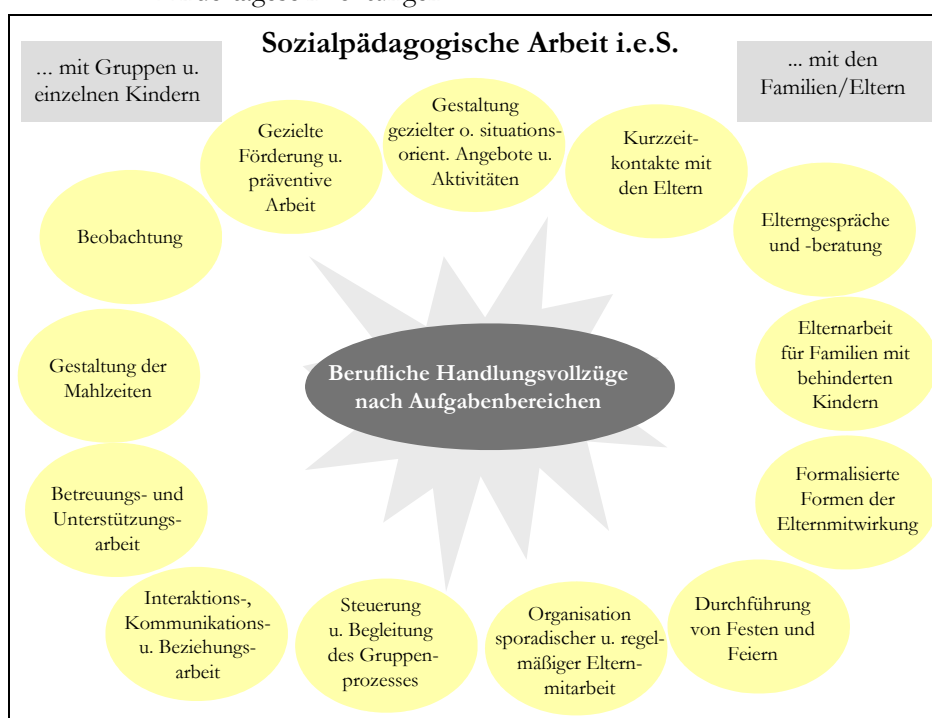 Sozialpädagogische Arbeit i.e.S.
... mit Gruppen u.
einzelnen Kindern
... mit den
Familien/Eltern
Gestaltung
gezielter o. situations-
orient. Angebote u.
Aktivitäten
Gezielte
Förderung u.
präventive
Arbeit
Kurzzeit-
kontakte mit
den Eltern
Beobachtung
Elterngespräche
und -beratung
Gestaltung der
Mahlzeiten
Berufliche Handlungsvollzüge
nach Aufgabenbereichen
Elternarbeit
für Familien mit
behinderten
Kindern
Betreuungs- und
Unterstützungs-
arbeit
Formalisierte
Formen der
Elternmitwirkung
Interaktions-,
Kommunikations-
u. Beziehungs-
arbeit
Steuerung
u. Begleitung
des Gruppen-
prozesses
Organisation
sporadischer u. regel-
mäßiger Eltern-
mitarbeit
Durchführung
von Festen und
Feiern